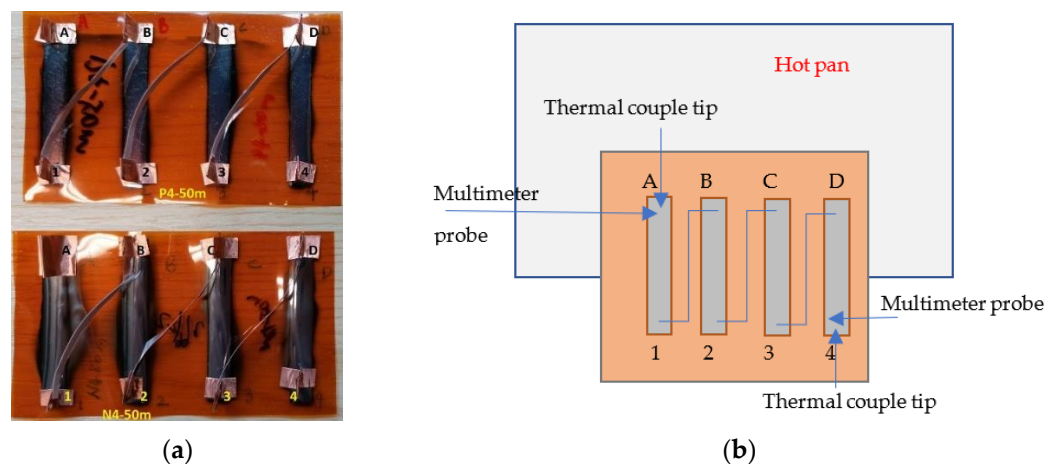 A B C D
1 2 3 4
P4-50m
A B C D
1 2 3 4
N4-50m
(a)
Hot pan
Thermal couple tip
A B C D
Multimeter
probe
Multimeter probe
1 2 3 4
Thermal couple tip
(b)